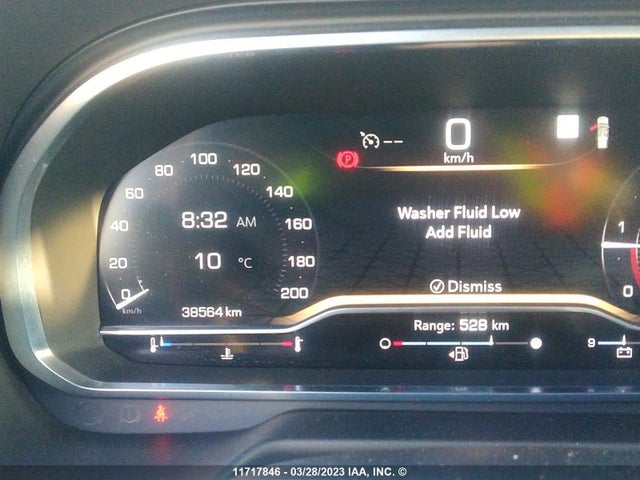 0
km/h
P
--
100
80
120
60
140
40
8:32 AM
160
20
10 °C
180
0
200
km/h
38564 km
Washer Fluid Low
Add Fluid
Dismiss
1
0
Range: 528 km
9
11717846 - 03/28/2023 IAA, INC. ©